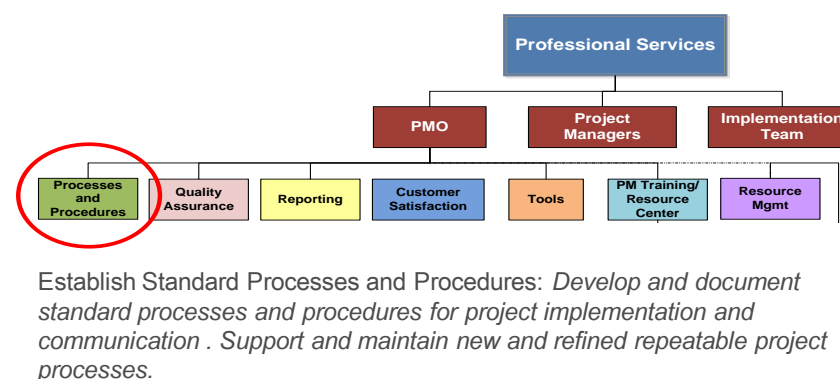 Professional Services
PMO
Project
Managers
Implementation
Team
Processes
and
Procedures
Quality
Assurance
Reporting
Customer
Satisfaction
Tools
PM Training/
Resource
Center
Resource
Mgmt
Establish Standard Processes and Procedures: Develop and document
standard processes and procedures for project implementation and
communication . Support and maintain new and refined repeatable project
processes.